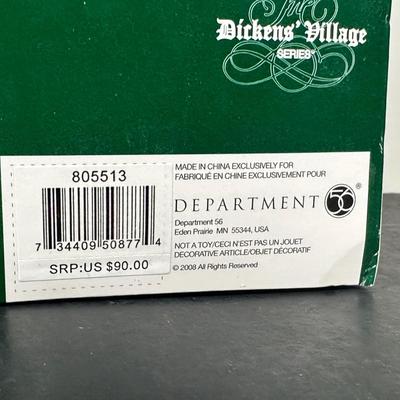 The
Dickens' Village
SERIES®
805513
7 34409 50877 4
SRP:US $90.00
MADE IN CHINA EXCLUSIVELY FOR
FABRIQUÉ EN CHINE EXCLUSIVEMENT POUR
DEPARTMENT 56®
Department 56
Eden Prairie MN 55344, USA
NOT A TOY/CECI N'EST PAS UN JOUET
DECORATIVE ARTICLE/OBJET DÉCORATIF
© 2008 All Rights Reserved